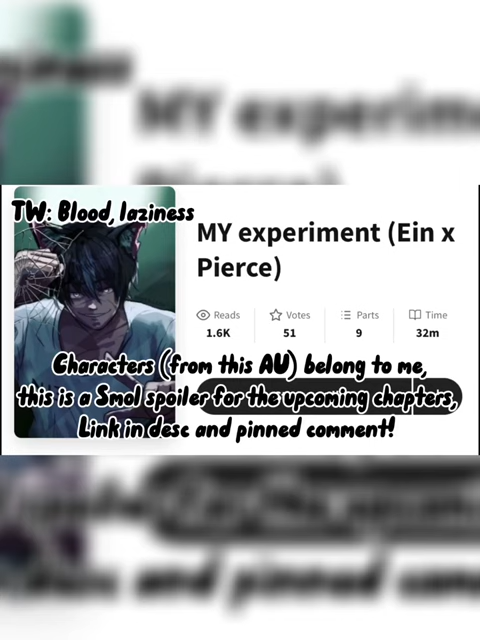 TW: Blood, laziness
MY experiment (Ein x
Pierce)
Reads Votes Parts Time
1.6K 51 9 32m
Characters (from this AU) belong to me,
this is a Smol spoiler for the upcoming chapters,
Link in desc and pinned comment!